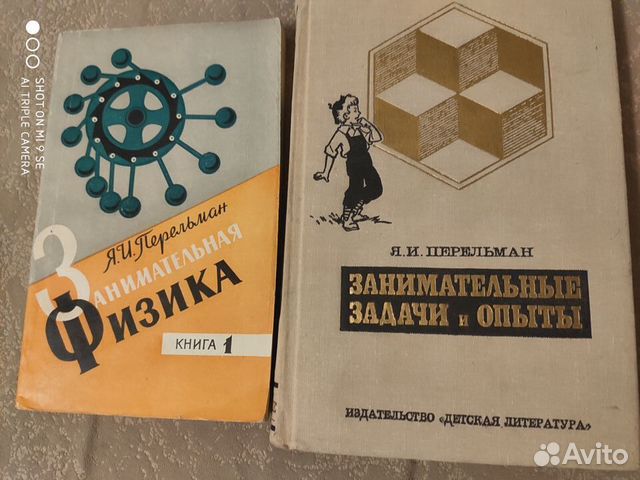 SHOT ON MI 9 SE
AI TRIPLE CAMERA
Я.И. Перельман
ЗАНИМАТЕЛЬНАЯ
ФИЗИКА
КНИГА 1
Я. И. ПЕРЕЛЬМАН
ЗАНИМАТЕЛЬНЫЕ
ЗАДАЧИ и ОПЫТЫ
ИЗДАТЕЛЬСТВО «ДЕТСКАЯ ЛИТЕРАТУРА»
Avito